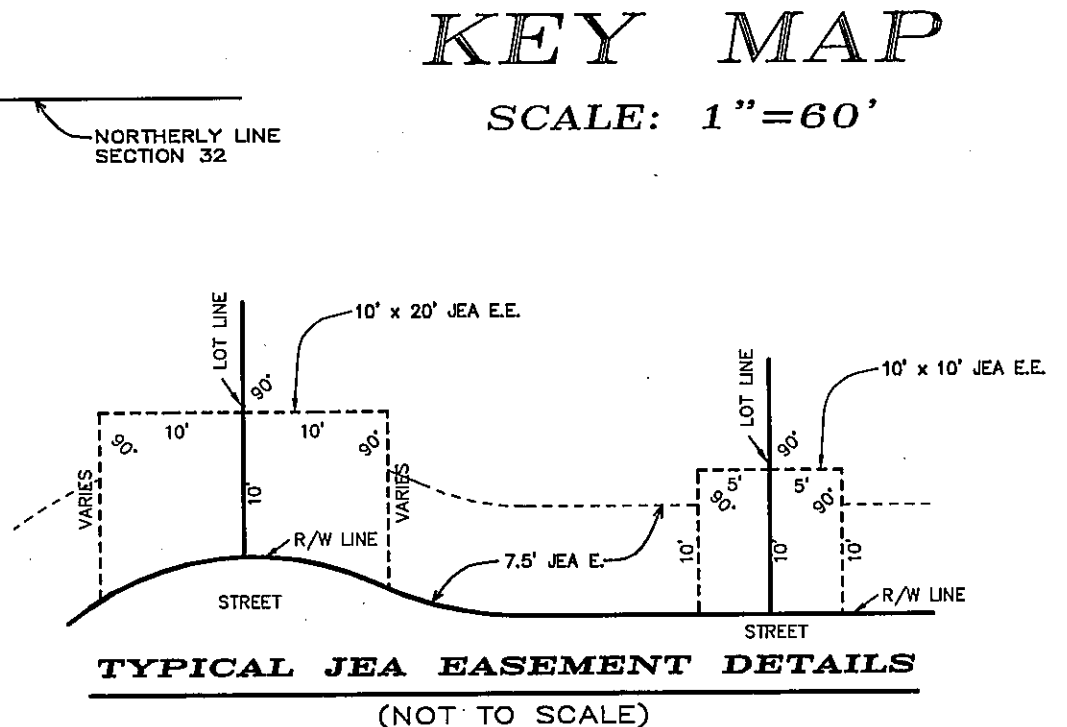 KEY MAP
SCALE: 1"=60'
NORTHERLY LINE
SECTION 32
LOT LINE
10' x 20' JEA E.E.
90°
10'
10'
90°
90°
VARIES
10'
VARIES
R/W LINE
STREET
7.5' JEA E.
LOT LINE
10' x 10' JEA E.E.
90°
5'
5'
90°
90°
10'
10'
10'
R/W LINE
STREET
TYPICAL JEA EASEMENT DETAILS
(NOT TO SCALE)